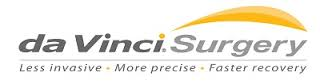 da Vinci.Surgery
Less invasive • More precise • Faster recovery